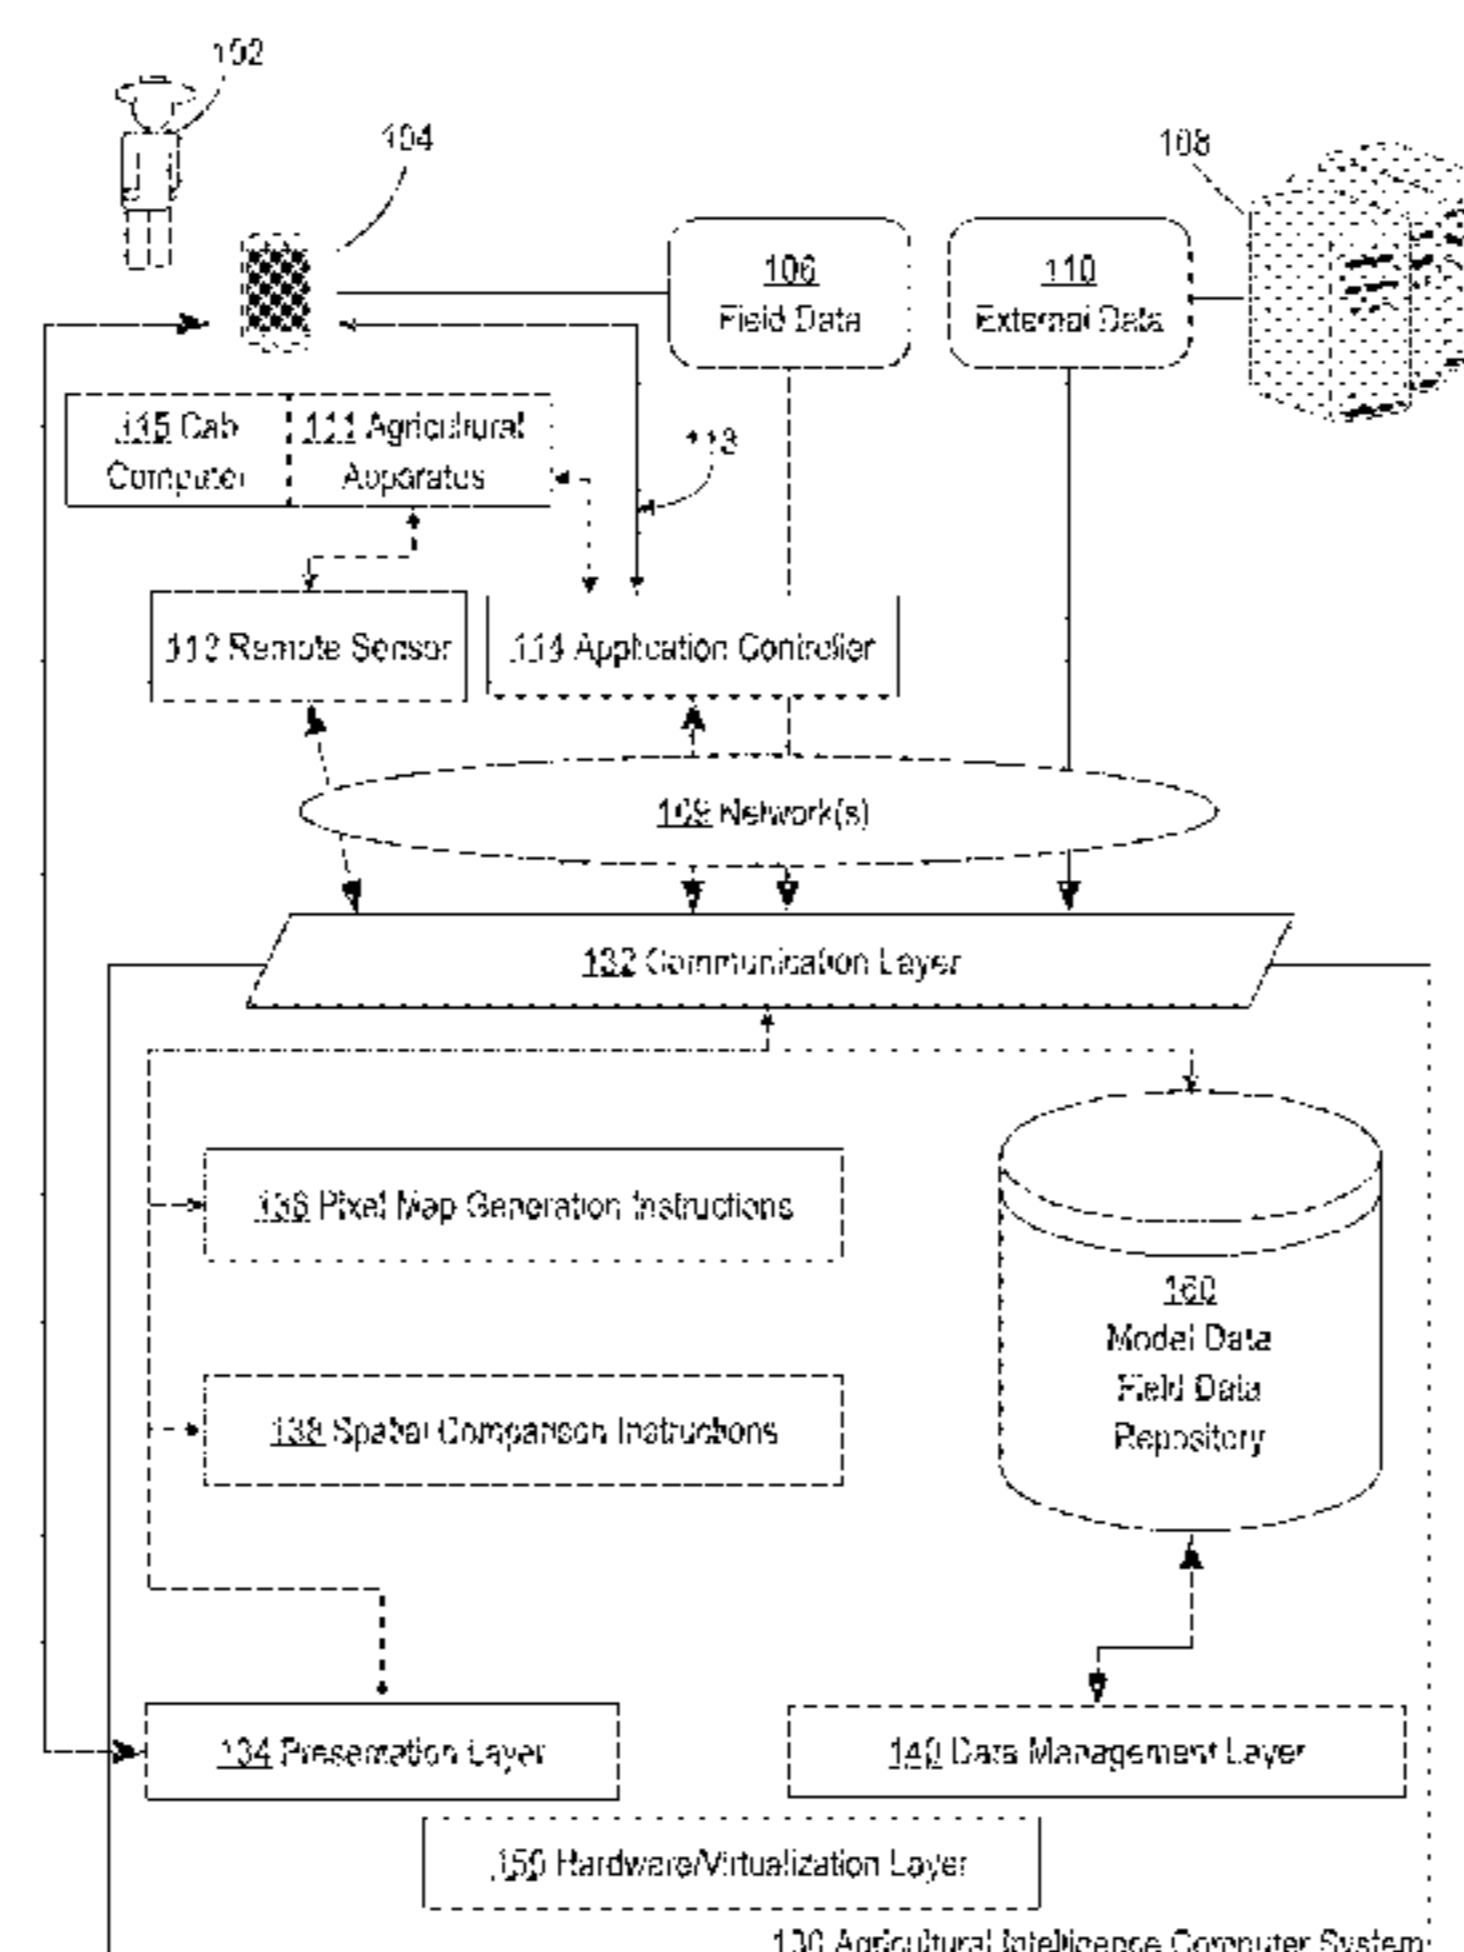 102
104
108
106
Field Data
110
External Data
115 Cab
Computer
111 Agricultural
Apparatus
113
112 Remote Sensor
114 Application Controller
109 Network(s)
132 Communication Layer
136 Pixel Map Generation Instructions
160
Model Data
Field Data
Repository
138 Spatial Comparison Instructions
134 Presentation Layer
140 Data Management Layer
150 Hardware/Virtualization Layer
130 Agricultural Intelligence Computer System